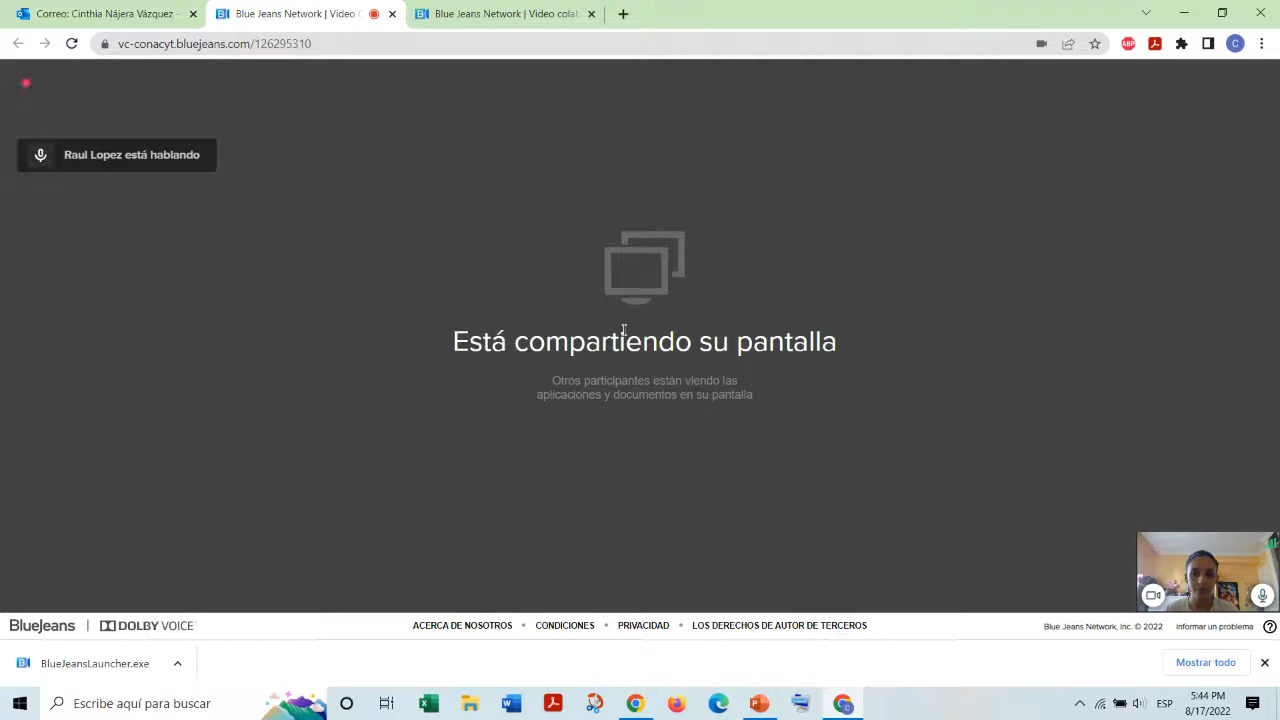 Correo: Cinthia Nájera Vázquez -
Blue Jeans Network | Video C
Blue Jeans Network | Video colab
vc-conacyt.bluejeans.com/126295310
ABP
C
Raul Lopez está hablando
Está compartiendo su pantalla
Otros participantes están viendo las
aplicaciones y documentos en su pantalla
BlueJeans | DOLBY VOICE
ACERCA DE NOSOTROS • CONDICIONES • PRIVACIDAD • LOS DERECHOS DE AUTOR DE TERCEROS
Blue Jeans Network, Inc. © 2022 Informar un problema
BlueJeansLauncher.exe
Mostrar todo
Escribe aquí para buscar
ESP
5:44 PM
8/17/2022